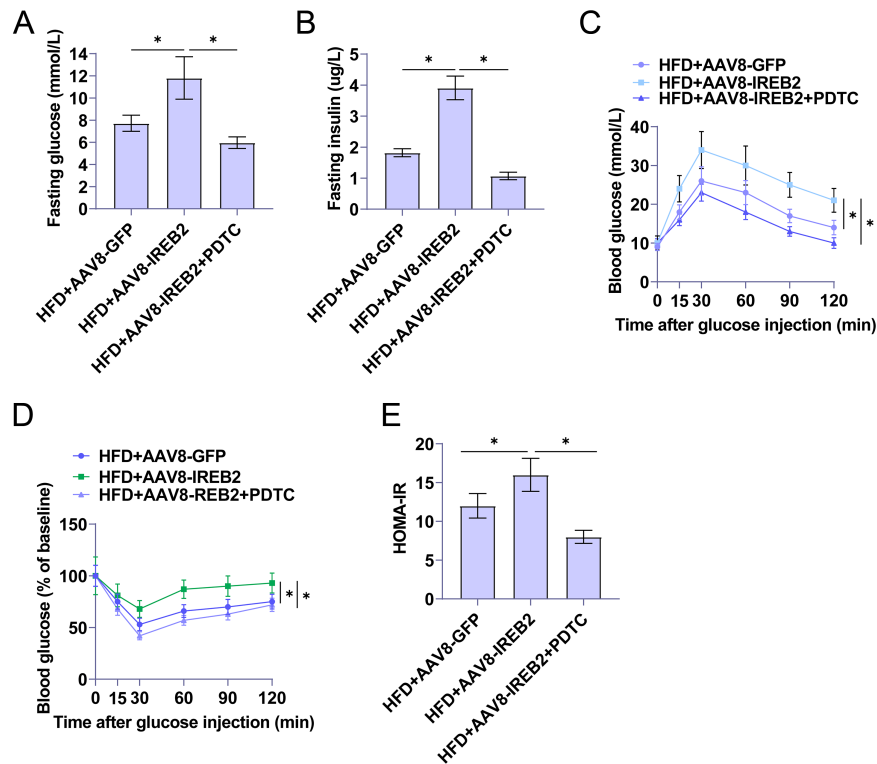 A
Fasting glucose (mmol/L)
14
12
10
8
6
4
2
0
* *
HFD+AAV8-GFP
HFD+AAV8-IREB2
HFD+AAV8-IREB2+PDTC
B
Fasting insulin (ug/L)
5
4
3
2
1
0
* *
HFD+AAV8-GFP
HFD+AAV8-IREB2
HFD+AAV8-IREB2+PDTC
C
HFD+AAV8-GFP
HFD+AAV8-IREB2
HFD+AAV8-IREB2+PDTC
Blood glucose (mmol/L)
40
30
20
10
0
* *
0 15 30 60 90 120
Time after glucose injection (min)
D
HFD+AAV8-GFP
HFD+AAV8-IREB2
HFD+AAV8-REB2+PDTC
Blood glucose (% of baseline)
150
100
50
0
* *
0 15 30 60 90 120
Time after glucose injection (min)
E
HOMA-IR
20
15
10
5
0
* *
HFD+AAV8-GFP
HFD+AAV8-IREB2
HFD+AAV8-IREB2+PDTC